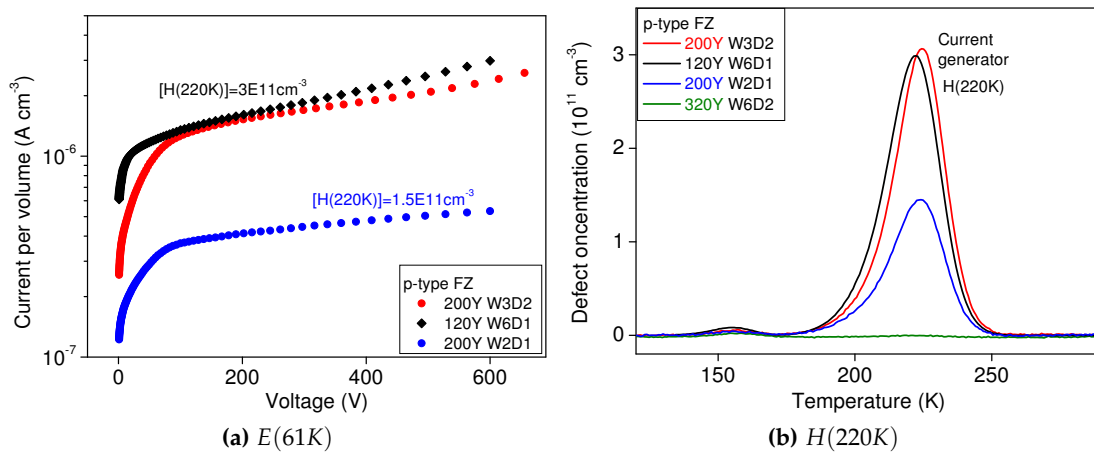 Current per volume (A cm-3)
10-6
10-7
[H(220K)]=3E11cm-3
[H(220K)]=1.5E11cm-3
p-type FZ
200Y W3D2
120Y W6D1
200Y W2D1
0 200 400 600
Voltage (V)
(a) E(61K)
Defect oncentration (1011 cm-3)
3
2
1
0
p-type FZ
200Y W3D2
120Y W6D1
200Y W2D1
320Y W6D2
Current
generator
H(220K)
150 200 250
Temperature (K)
(b) H(220K)